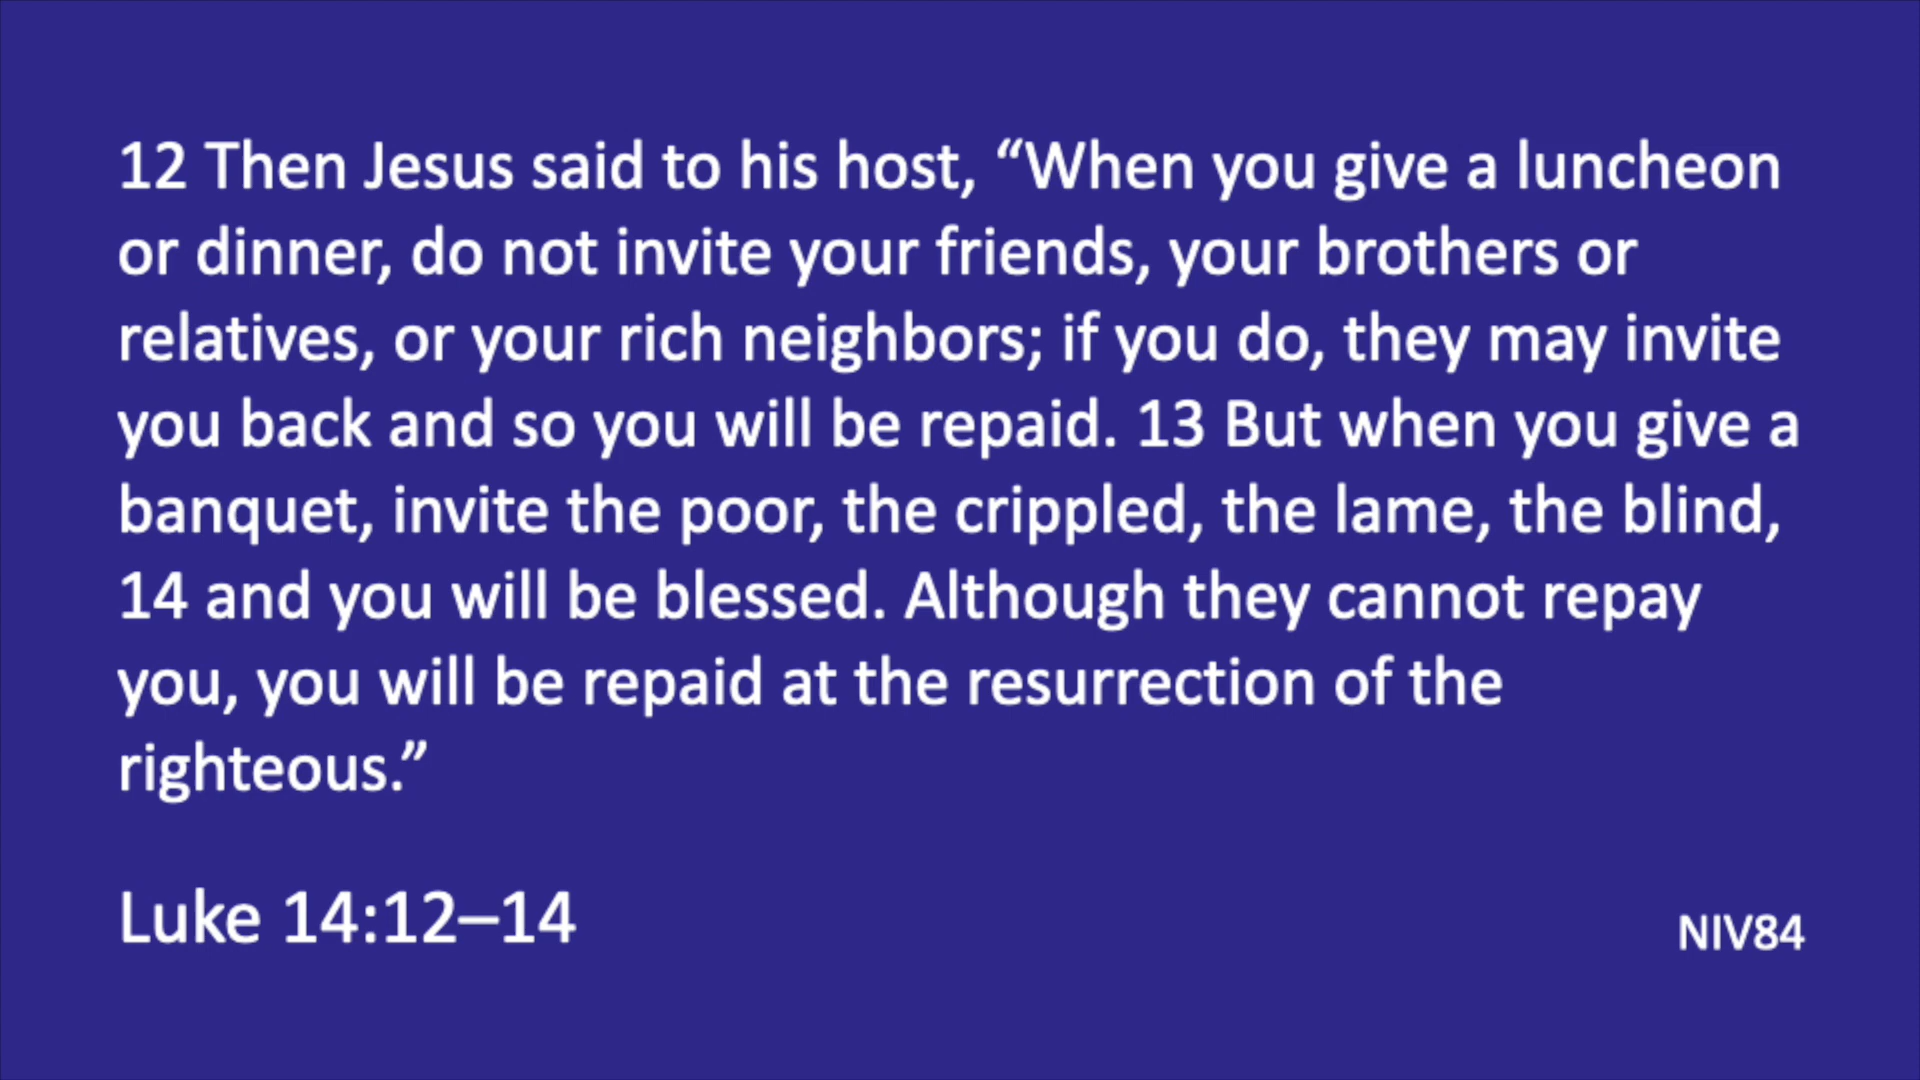 12 Then Jesus said to his host, “When you give a luncheon
or dinner, do not invite your friends, your brothers or
relatives, or your rich neighbors; if you do, they may invite
you back and so you will be repaid. 13 But when you give a
banquet, invite the poor, the crippled, the lame, the blind,
14 and you will be blessed. Although they cannot repay
you, you will be repaid at the resurrection of the
righteous.”
Luke 14:12–14
NIV84